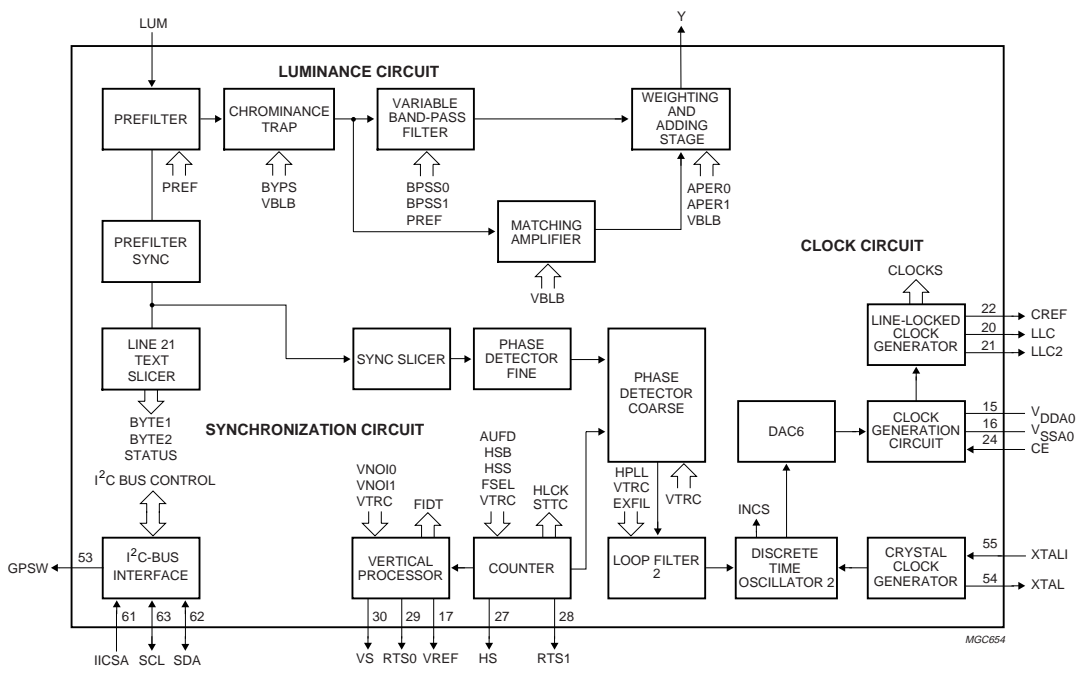 LUM
Y
LUMINANCE CIRCUIT
PREFILTER
CHROMINANCE
TRAP
VARIABLE
BAND-PASS
FILTER
WEIGHTING
AND
ADDING
STAGE
PREF
BYPS
VBLB
BPSS0
BPSS1
PREF
APER0
APER1
VBLB
PREFILTER
SYNC
MATCHING
AMPLIFIER
VBLB
CLOCK CIRCUIT
CLOCKS
LINE-LOCKED
CLOCK
GENERATOR
22
CREF
20
LLC
21
LLC2
LINE 21
TEXT
SLICER
SYNC SLICER
PHASE
DETECTOR
FINE
PHASE
DETECTOR
COARSE
BYTE1
BYTE2
STATUS
SYNCHRONIZATION CIRCUIT
DAC6
CLOCK
GENERATION
CIRCUIT
15
VDDA0
16
VSSA0
24
CE
I2C BUS CONTROL
VNOI0
VNOI1
VTRC
FIDT
AUFD
HSB
HSS
FSEL
VTRC
HLCK
STTC
HPLL
VTRC
EXFIL
VTRC
INCS
GPSW
53
I2C-BUS
INTERFACE
VERTICAL
PROCESSOR
COUNTER
LOOP FILTER
2
DISCRETE
TIME
OSCILLATOR 2
CRYSTAL
CLOCK
GENERATOR
55
XTALI
54
XTAL
61
63
62
30
29
17
27
28
IICSA
SCL
SDA
VS
RTS0
VREF
HS
RTS1
MGC654